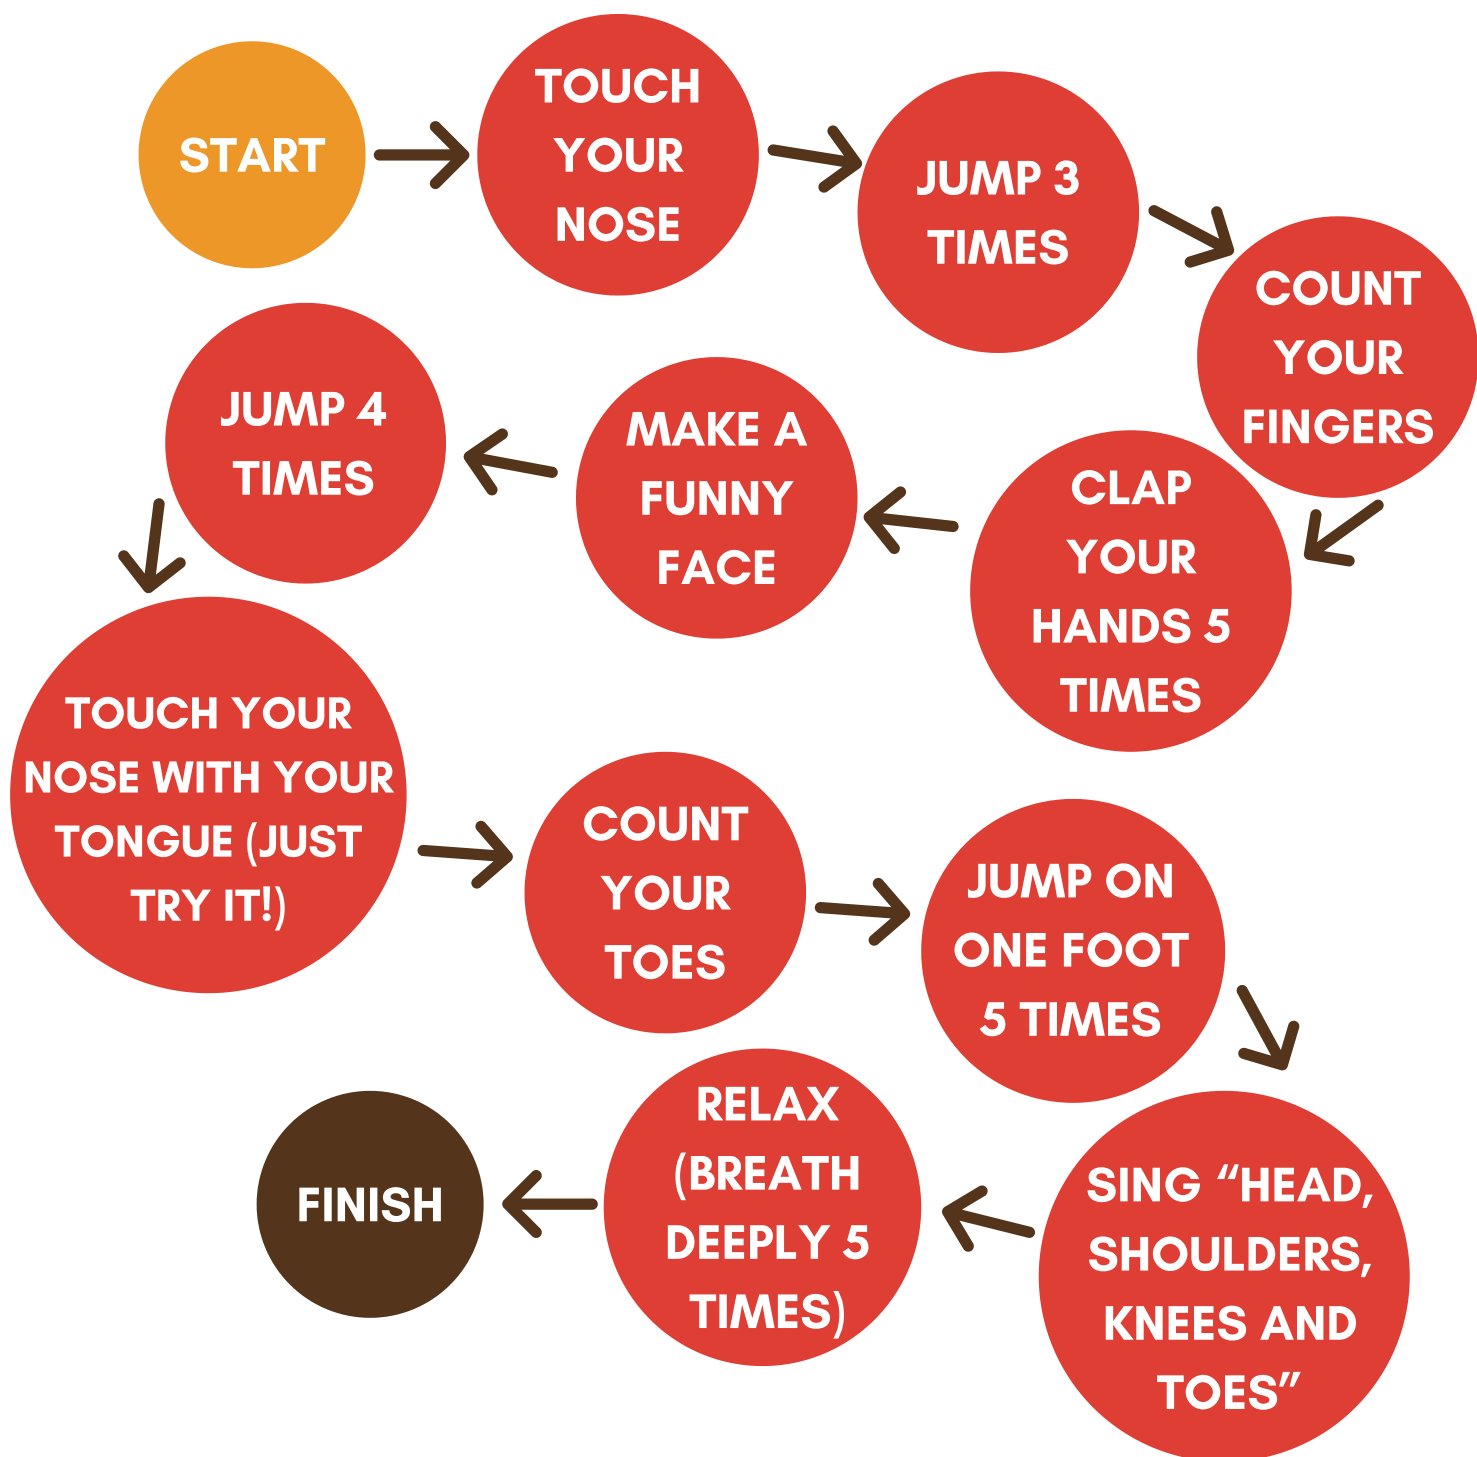 START
TOUCH
YOUR
NOSE
JUMP 3
TIMES
COUNT
YOUR
FINGERS
CLAP
YOUR
HANDS 5
TIMES
MAKE A
FUNNY
FACE
JUMP 4
TIMES
TOUCH YOUR
NOSE WITH YOUR
TONGUE (JUST
TRY IT!)
COUNT
YOUR
TOES
JUMP ON
ONE FOOT
5 TIMES
SING “HEAD,
SHOULDERS,
KNEES AND
TOES”
RELAX
(BREATH
DEEPLY 5
TIMES)
FINISH